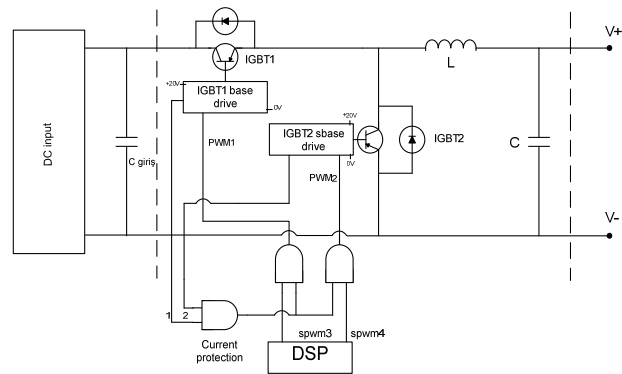 V+
IGBT1
L
+20V
IGBT1 base
drive
0V
DC input
C giriş
+20V
IGBT2 sbase
drive
0V
IGBT2
C
PWM1
PWM2
V-
1
2
Current
protection
spwm3
spwm4
DSP